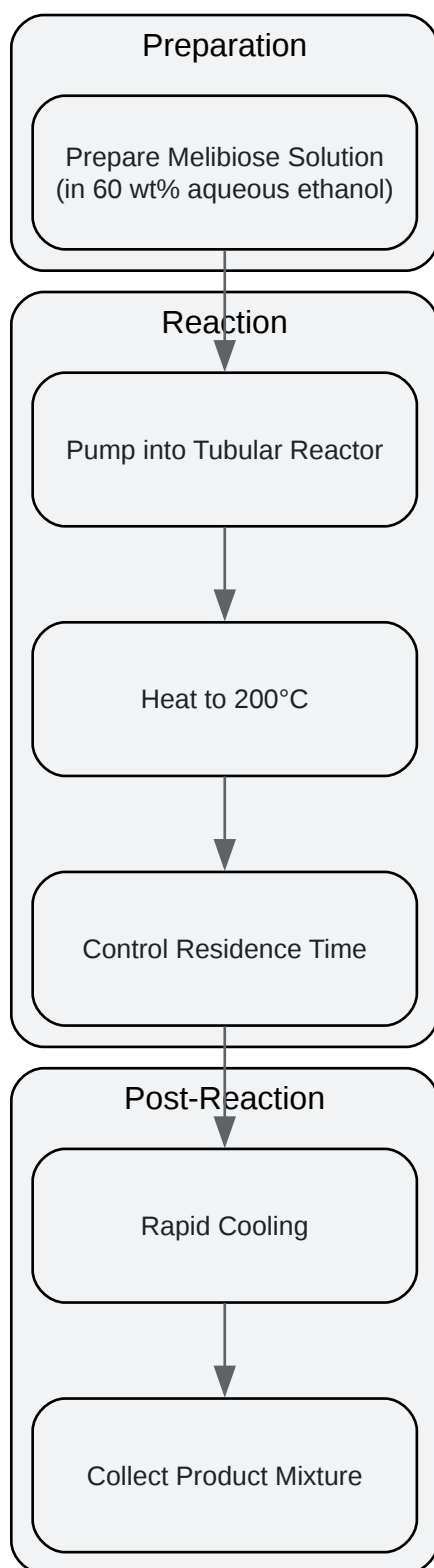 Preparation
Prepare Melibiose Solution
(in 60 wt% aqueous ethanol)
Reaction
Pump into Tubular Reactor
Heat to 200°C
Control Residence Time
Post-Reaction
Rapid Cooling
Collect Product Mixture